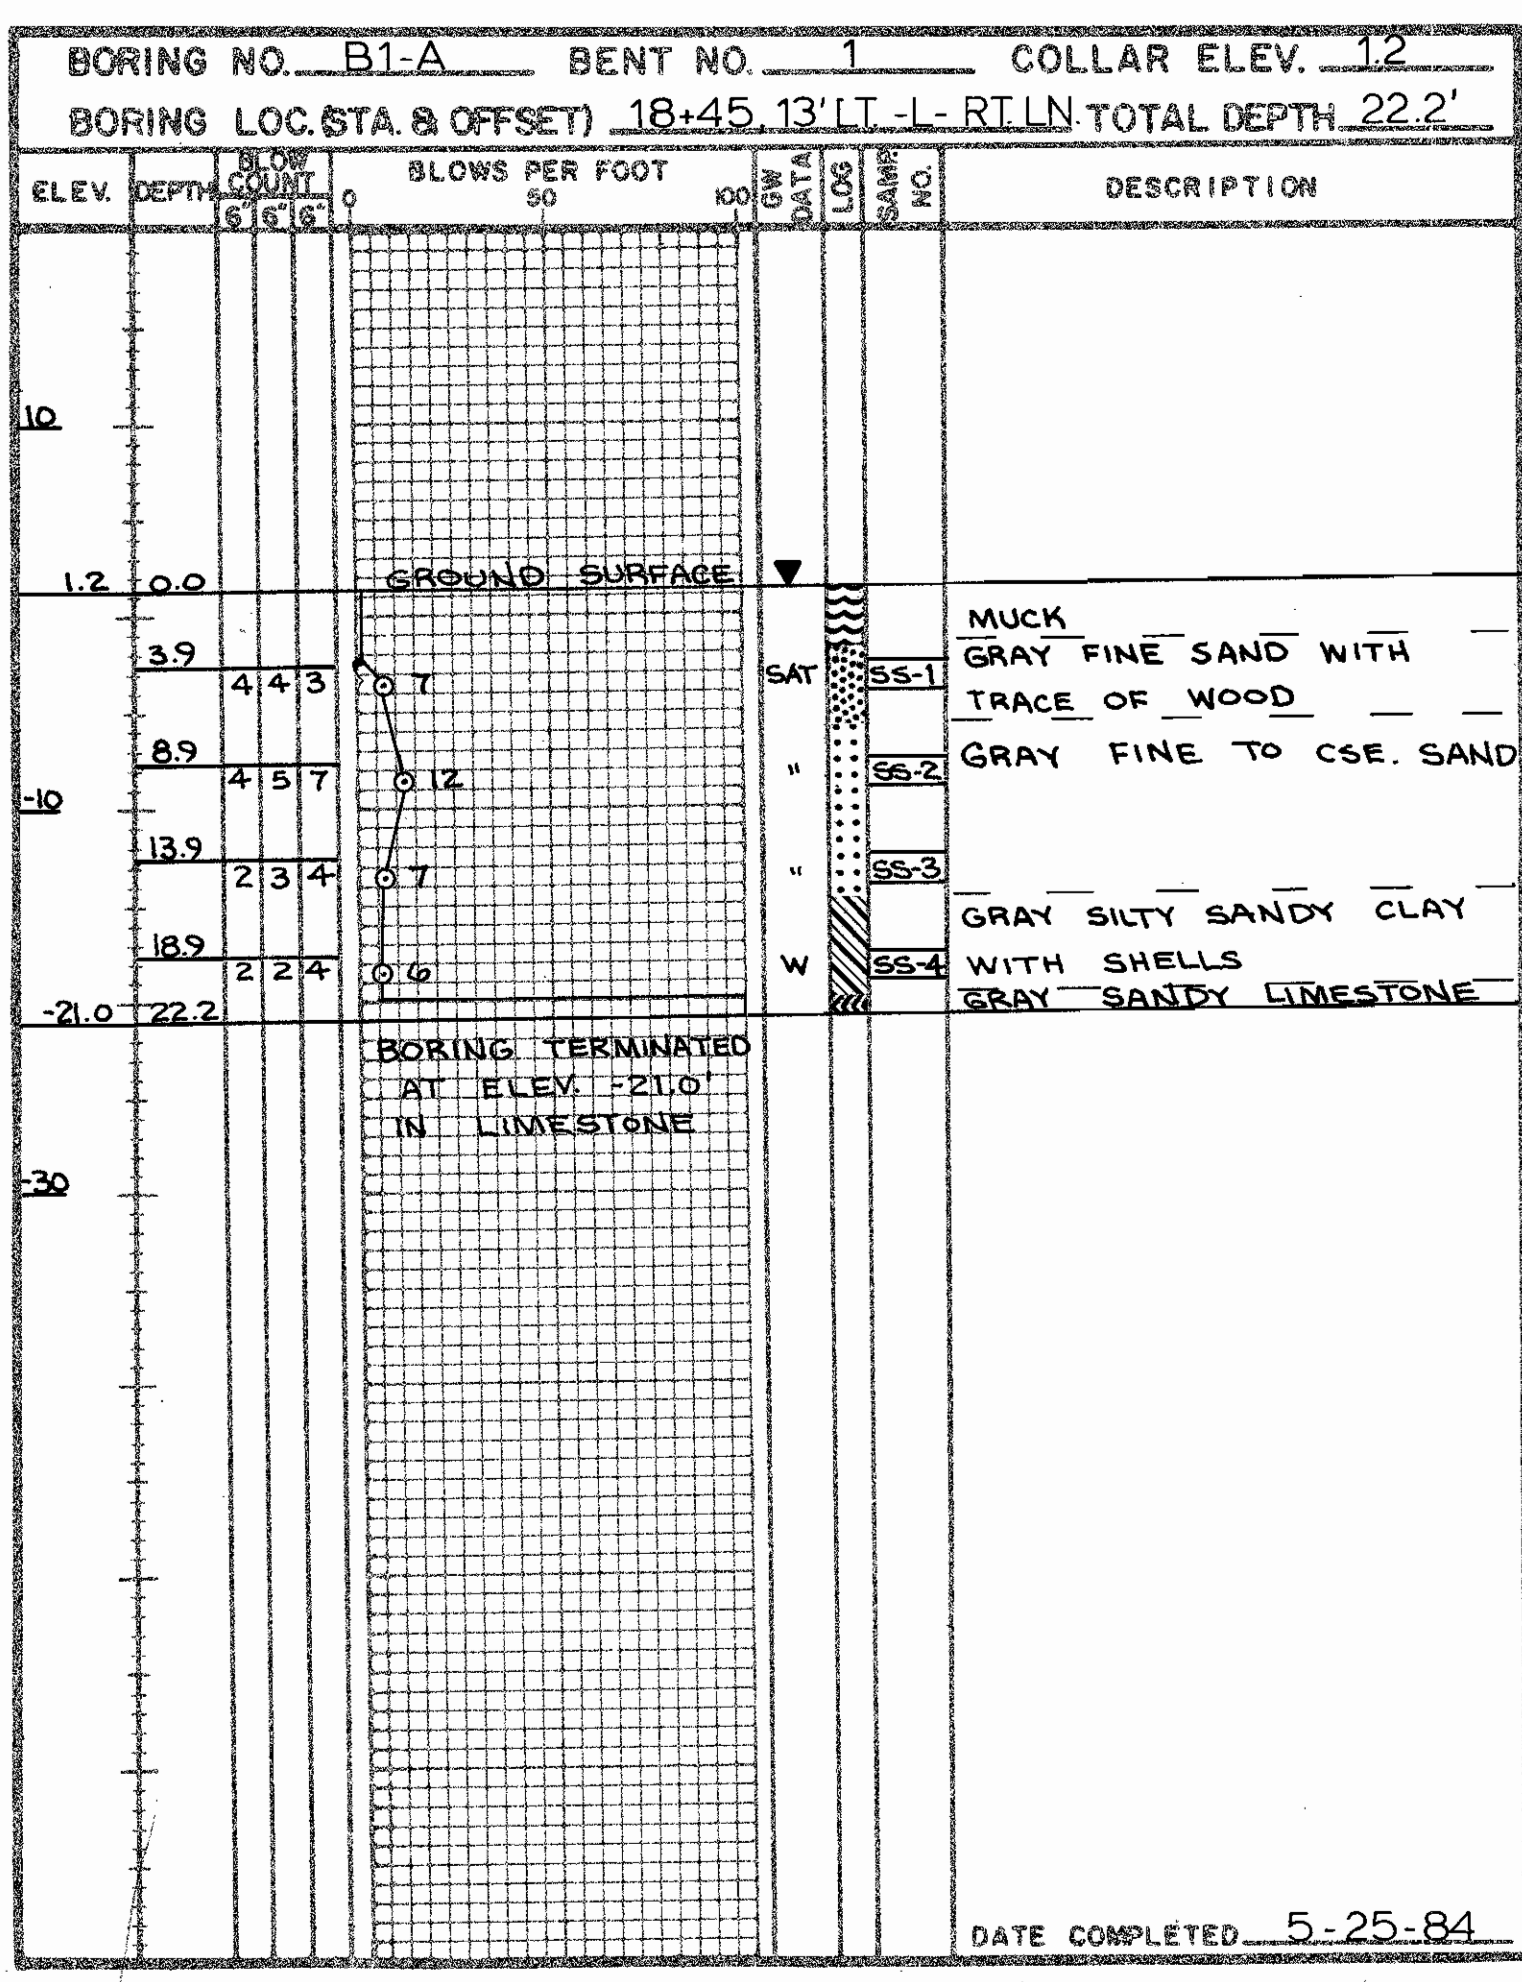 BORING NO. B1-A BENT NO. 1 COLLAR ELEV. 1.2
BORING LOC. (STA. & OFFSET) 18+45, 13' LT. -L- RT. LN. TOTAL DEPTH 22.2'
ELEV. DEPTH BLOW COUNT BLOWS PER FOOT GW DATA LOG SAMP. NO. DESCRIPTION
6" 6" 6" 0 50 100
10
1.2 0.0 GROUND SURFACE
MUCK
3.9 GRAY FINE SAND WITH
4 4 3 7 SAT SS-1
TRACE OF WOOD
8.9 GRAY FINE TO CSE. SAND
4 5 7 12 " SS-2
-10
13.9
2 3 4 7 " SS-3
GRAY SILTY SANDY CLAY
18.9
2 2 4 6 W SS-4 WITH SHELLS
GRAY SANDY LIMESTONE
-21.0 22.2
BORING TERMINATED
AT ELEV. -21.0'
IN LIMESTONE
-30
DATE COMPLETED 5-25-84